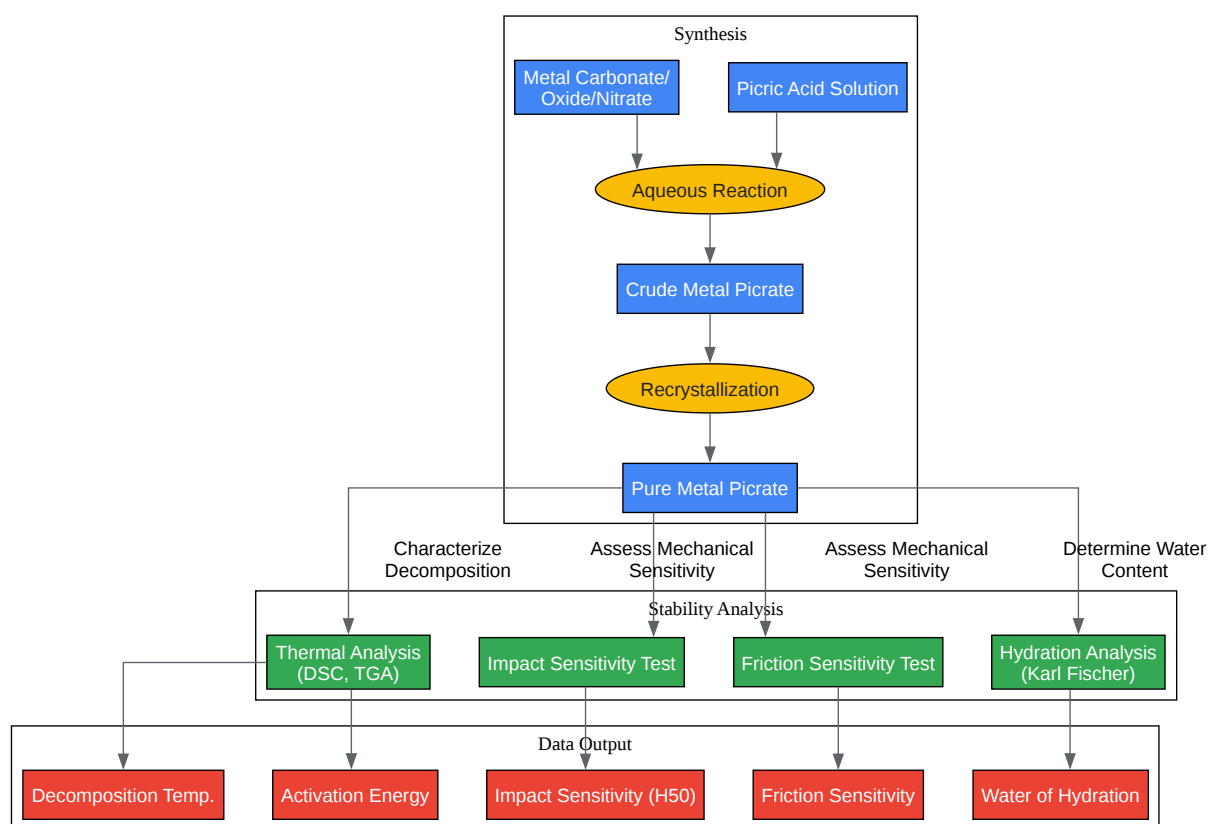 Synthesis
Metal Carbonate/
Oxide/Nitrate
Picric Acid Solution
Aqueous Reaction
Crude Metal Picrate
Recrystallization
Pure Metal Picrate
Characterize
Decomposition
Assess Mechanical
Sensitivity
Assess Mechanical
Sensitivity
Determine Water
Content
Stability Analysis
Thermal Analysis
(DSC, TGA)
Impact Sensitivity Test
Friction Sensitivity Test
Hydration Analysis
(Karl Fischer)
Data Output
Decomposition Temp.
Activation Energy
Impact Sensitivity (H50)
Friction Sensitivity
Water of Hydration